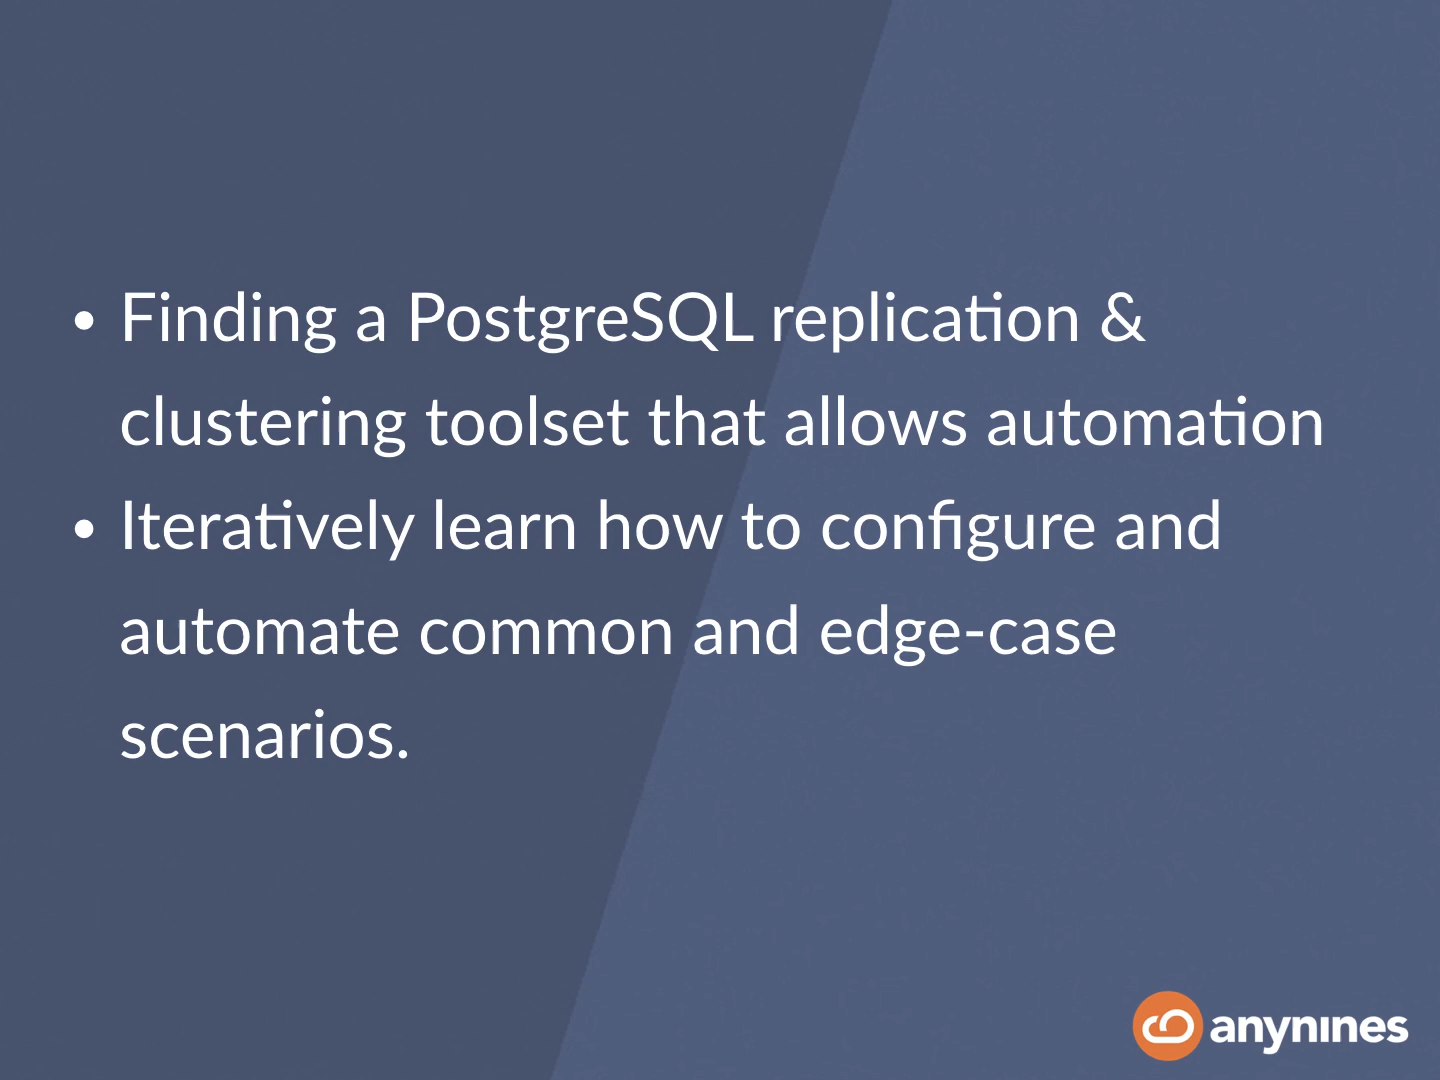 • Finding a PostgreSQL replication &
clustering toolset that allows automation
• Iteratively learn how to configure and
automate common and edge-case
scenarios.
anynines